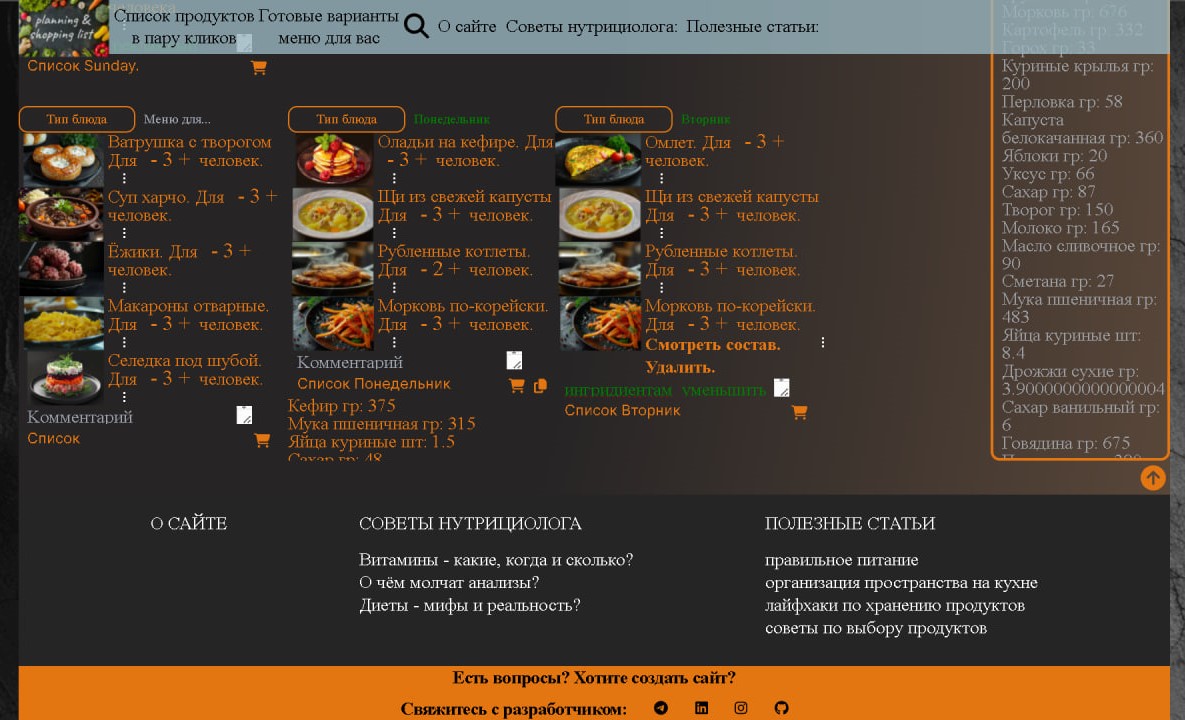 planning &
shopping list
Список продуктов
в пару кликов
Готовые варианты
меню для вас
О сайте
Советы нутрициолога:
Полезные статьи:
Список Sunday.
Тип блюда
Меню для...
Ватрушка с творогом
Для - 3 + человек.
Суп харчо. Для - 3 +
человек.
Ёжики. Для - 3 +
человек.
Макароны отварные.
Для - 3 + человек.
Селедка под шубой.
Для - 3 + человек.
Комментарий
Список
Тип блюда
Понедельник
Оладьи на кефире. Для
- 3 + человек.
Щи из свежей капусты
Для - 3 + человек.
Рубленные котлеты.
Для - 2 + человек.
Морковь по-корейски.
Для - 3 + человек.
Комментарий
Список Понедельник
Кефир гр: 375
Мука пшеничная гр: 315
Яйца куриные шт: 1.5
Сахар гр: 48
Тип блюда
Вторник
Омлет. Для - 3 +
человек.
Щи из свежей капусты
Для - 3 + человек.
Рубленные котлеты.
Для - 3 + человек.
Морковь по-корейски.
Для - 3 + человек.
Смотреть состав.
Удалить.
ингридиентам уменьшить
Список Вторник
Морковь гр: 676
Картофель гр: 332
Горох гр: 33
Куриные крылья гр:
200
Перловка гр: 58
Капуста
белокачанная гр: 360
Яблоки гр: 20
Уксус гр: 66
Сахар гр: 87
Творог гр: 150
Молоко гр: 165
Масло сливочное гр:
90
Сметана гр: 27
Мука пшеничная гр:
483
Яйца куриные шт:
8.4
Дрожжи сухие гр:
3.9000000000000004
Сахар ванильный гр:
6
Говядина гр: 675
О САЙТЕ
СОВЕТЫ НУТРИЦИОЛОГА
Витамины - какие, когда и сколько?
О чём молчат анализы?
Диеты - мифы и реальность?
ПОЛЕЗНЫЕ СТАТЬИ
правильное питание
организация пространства на кухне
лайфхаки по хранению продуктов
советы по выбору продуктов
Есть вопросы? Хотите создать сайт?
Свяжитесь с разработчиком: